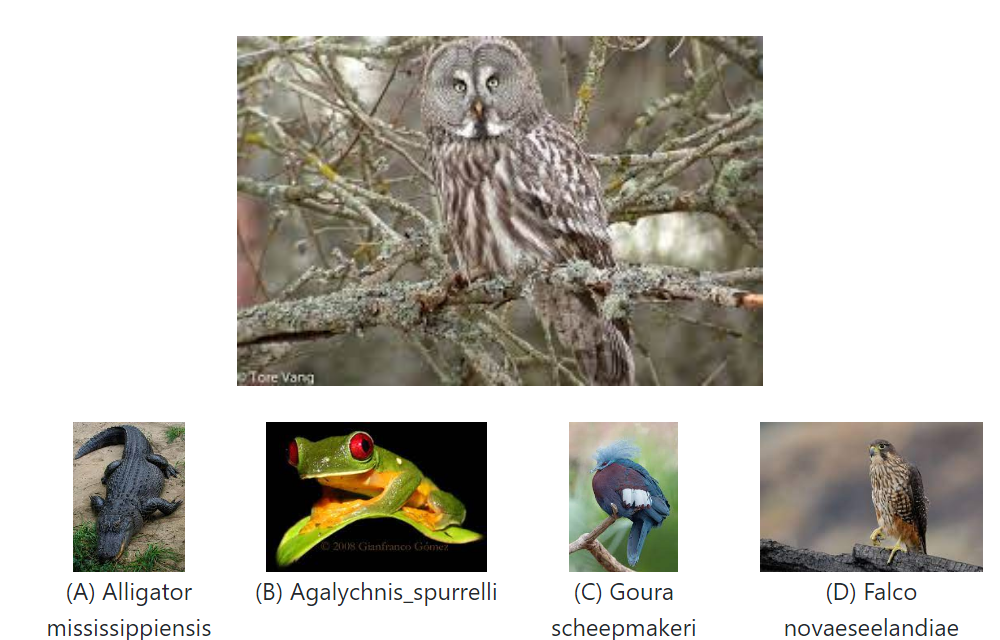 © Tore Vang
© 2008 Gianfranco Gómez
(A) Alligator
mississippiensis
(B) Agalychnis_spurrelli
(C) Goura
scheepmakeri
(D) Falco
novaeseelandiae